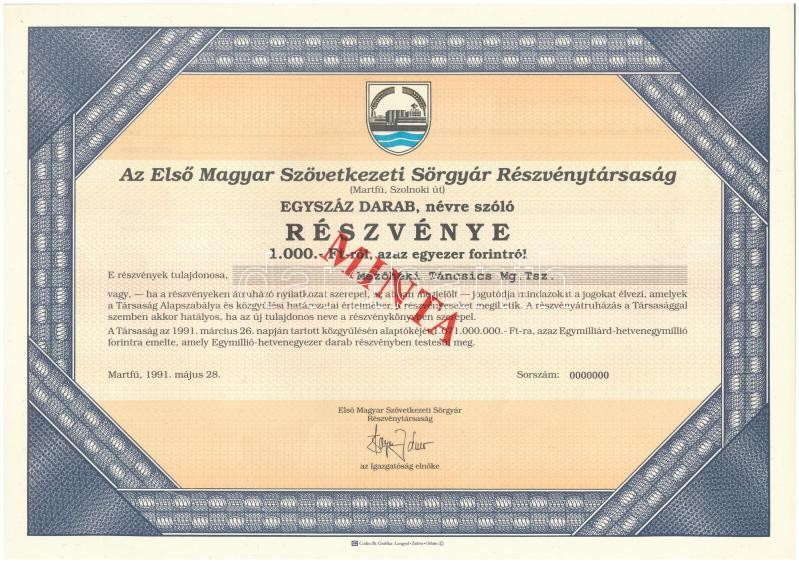 Az Első Magyar Szövetkezeti Sörgyár Részvénytársaság
(Martfű, Szolnoki út)
EGYSZÁZ DARAB, névre szóló
RÉSZVÉNYE
1.000.- Ft-ról, azaz egyezer forintról
MINTA
E részvények tulajdonosa, Mezőhéki Táncsics Mg.Tsz.
vagy, — ha a részvényeken átruházó nyilatkozat szerepel, az abban megjelölt — jogutódja mindazokat a jogokat élvezi, amelyek
a Társaság Alapszabálya és közgyűlési határozatai értelmében a részvényeseket megilletik. A részvényátruházás a Társasággal
szemben akkor hatályos, ha az új tulajdonos neve a részvénykönyvben szerepel.
A Társaság az 1991. március 26. napján tartott közgyűlésén alaptőkéjét 1.071.000.000.- Ft-ra, azaz Egymilliárd-hetvenegymillió
forintra emelte, amely Egymillió-hetvenegyezer darab részvényben testesül meg.
Martfű, 1991. május 28.
Sorszám: 0000000
Első Magyar Szövetkezeti Sörgyár
Részvénytársaság
az Igazgatóság elnöke